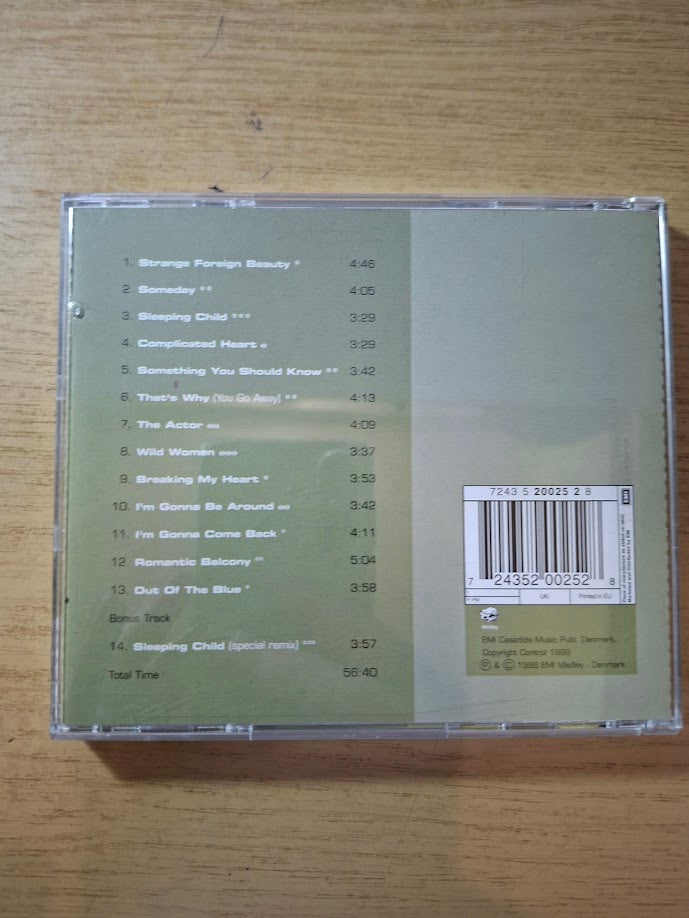 1. Strange Foreign Beauty * 4:46
2. Someday ** 4:05
3. Sleeping Child *** 3:29
4. Complicated Heart o 3:29
5. Something You Should Know ** 3:42
6. That's Why (You Go Away) ** 4:13
7. The Actor oo 4:09
8. Wild Women ooo 3:37
9. Breaking My Heart * 3:53
10. I'm Gonna Be Around oo 3:42
11. I'm Gonna Come Back ° 4:11
12. Romantic Balcony °° 5:04
13. Out Of The Blue ° 3:58
Bonus Track
14. Sleeping Child (special remix) °°° 3:57
Total Time 56:40
7243 5 20025 2 8
7 24352 00252 8
UK: Printed in EU
EMI
Medley
EMI Casadida Music Publ. Denmark.
Copyright Control 1999
Ⓟ & © 1999 EMI Medley - Denmark